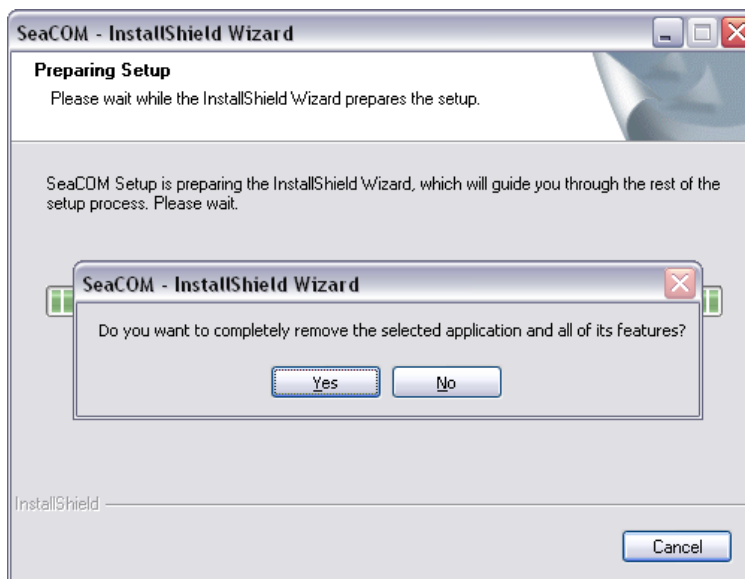 SeaCOM - InstallShield Wizard
Preparing Setup
Please wait while the InstallShield Wizard prepares the setup.
SeaCOM Setup is preparing the InstallShield Wizard, which will guide you through the rest of the
setup process. Please wait.
SeaCOM - InstallShield Wizard
Do you want to completely remove the selected application and all of its features?
Yes
No
InstallShield
Cancel